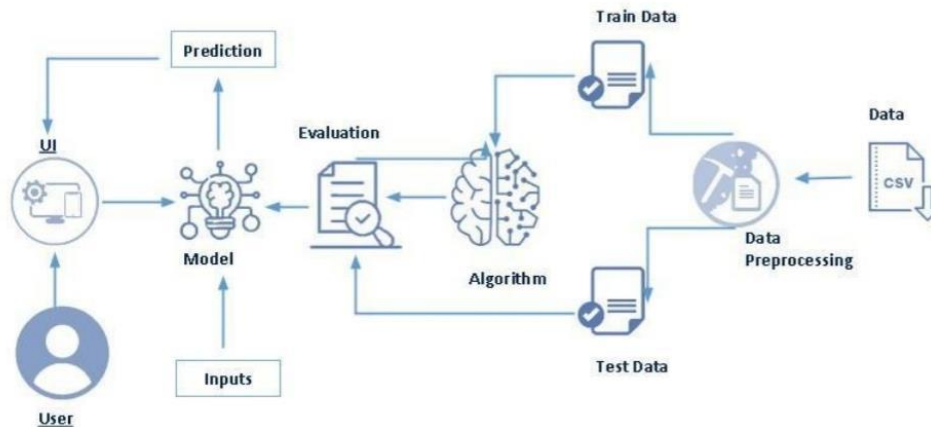 Train Data
Prediction
Data
Evaluation
UI
CSV
Model
Data
Preprocessing
Algorithm
Inputs
Test Data
User